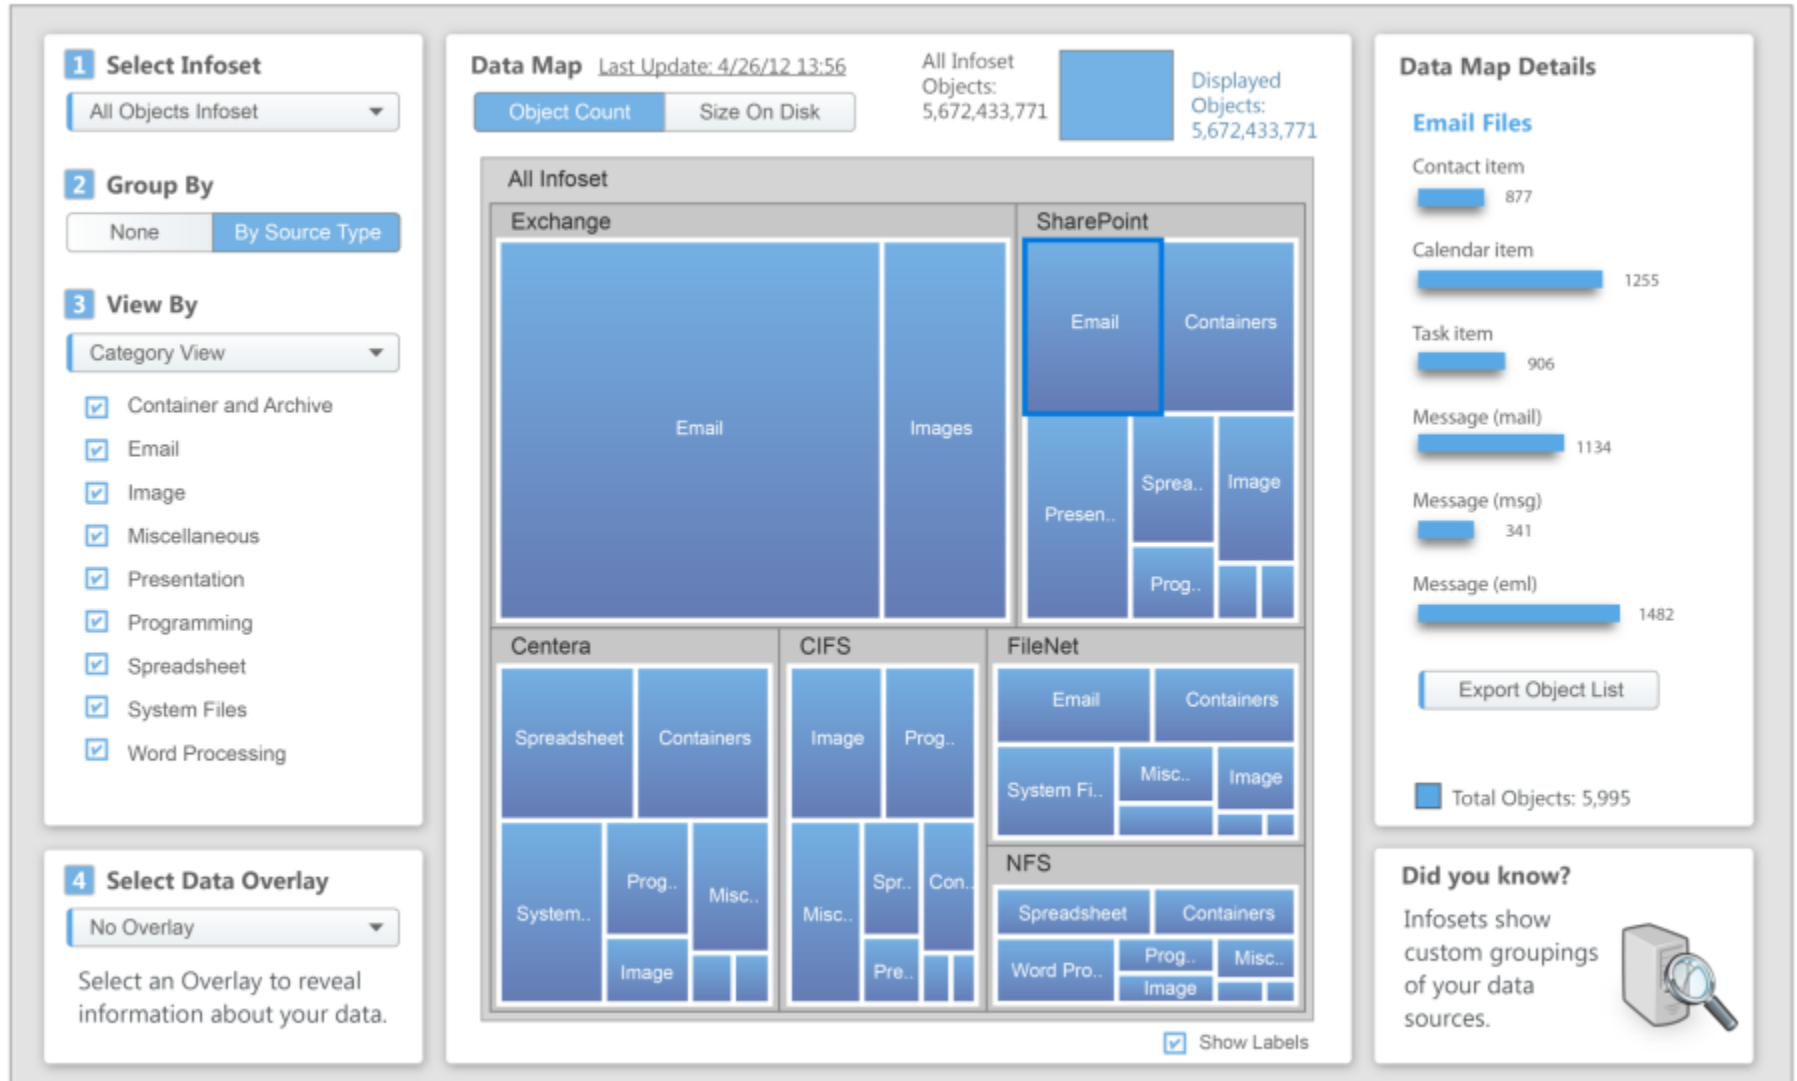 1 Select Infoset
All Objects Infoset
2 Group By
None By Source Type
3 View By
Category View
Container and Archive
Email
Image
Miscellaneous
Presentation
Programming
Spreadsheet
System Files
Word Processing
4 Select Data Overlay
No Overlay
Select an Overlay to reveal
information about your data.
Data Map Last Update: 4/26/12 13:56
Object Count Size On Disk
All Infoset
Objects:
5,672,433,771
Displayed
Objects:
5,672,433,771
All Infoset
Exchange
Email
Images
SharePoint
Email
Containers
Presen..
Sprea..
Image
Prog..
Centera
Spreadsheet
Containers
System..
Prog..
Misc..
Image
CIFS
Image
Prog..
Misc..
Spr..
Con..
Pre..
FileNet
Email
Containers
System Fi..
Misc..
Image
NFS
Spreadsheet
Containers
Word Pro..
Prog..
Misc..
Image
Show Labels
Data Map Details
Email Files
Contact item
877
Calendar item
1255
Task item
906
Message (mail)
1134
Message (msg)
341
Message (eml)
1482
Export Object List
Total Objects: 5,995
Did you know?
Infosets show
custom groupings
of your data
sources.